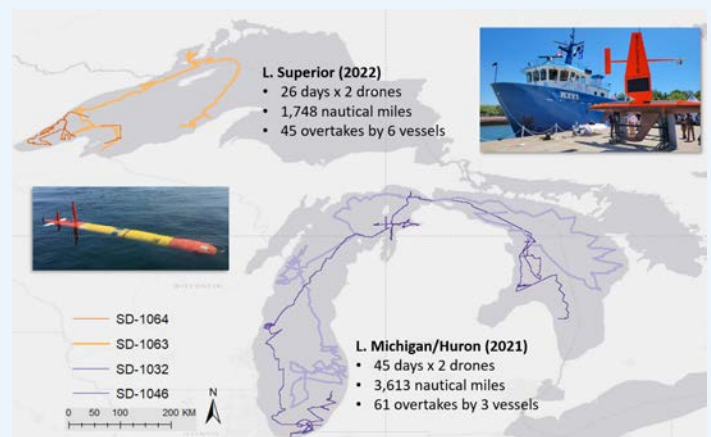 L. Superior (2022)
• 26 days x 2 drones
• 1,748 nautical miles
• 45 overtakes by 6 vessels
WISCONSIN
SD-1064
SD-1063
SD-1032
SD-1046
N
0 50 100 200 KM
L. Michigan/Huron (2021)
• 45 days x 2 drones
• 3,613 nautical miles
• 61 overtakes by 3 vessels